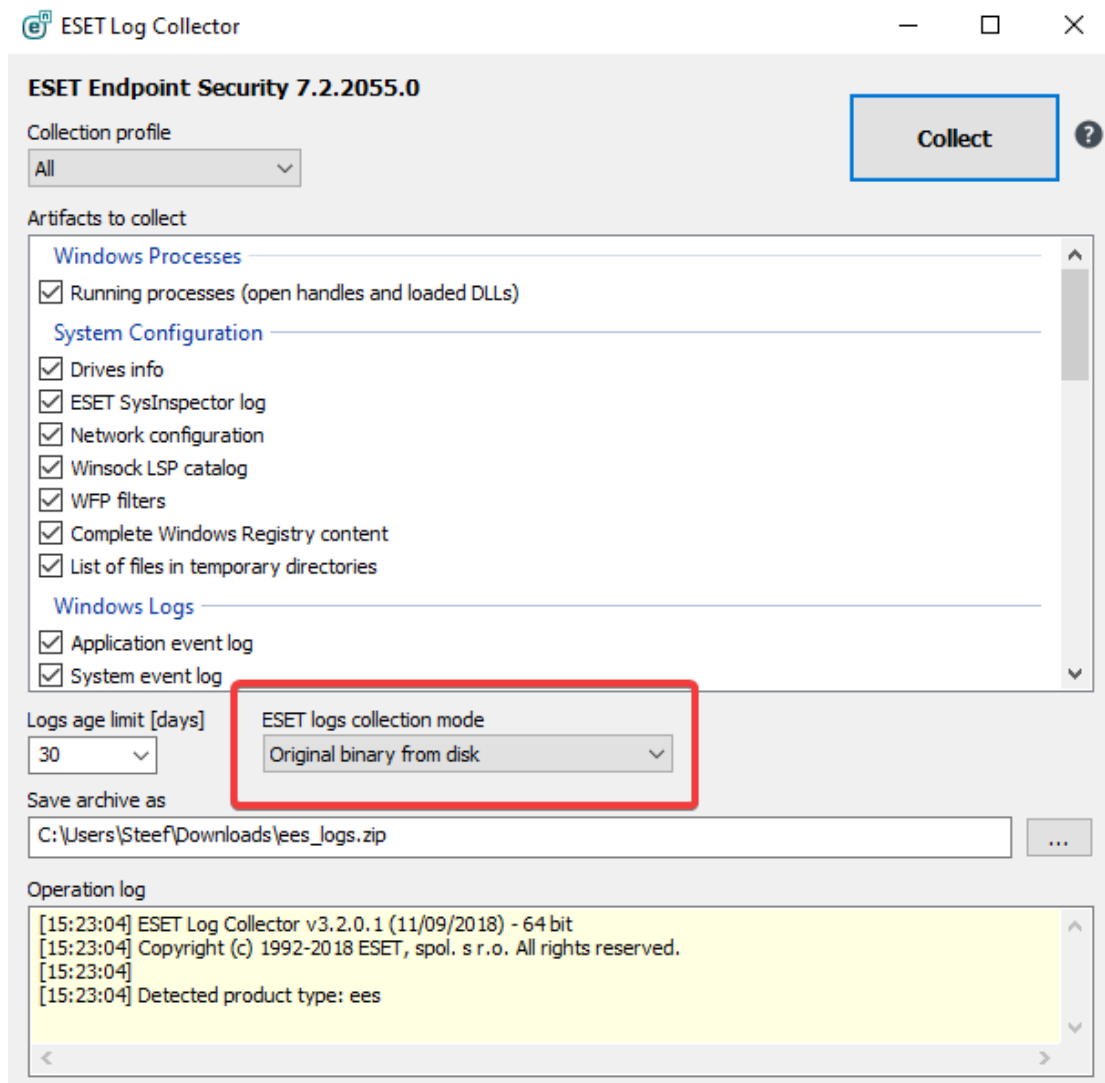 ESET Log Collector
ESET Endpoint Security 7.2.2055.0
Collection profile
All
Collect
Artifacts to collect
Windows Processes
Running processes (open handles and loaded DLLs)
System Configuration
Drives info
ESET SysInspector log
Network configuration
Winsock LSP catalog
WFP filters
Complete Windows Registry content
List of files in temporary directories
Windows Logs
Application event log
System event log
Logs age limit [days]
ESET logs collection mode
30
Original binary from disk
Save archive as
C:\Users\Steef\Downloads\ees_logs.zip
...
Operation log
[15:23:04] ESET Log Collector v3.2.0.1 (11/09/2018) - 64 bit
[15:23:04] Copyright (c) 1992-2018 ESET, spol. s r.o. All rights reserved.
[15:23:04]
[15:23:04] Detected product type: ees